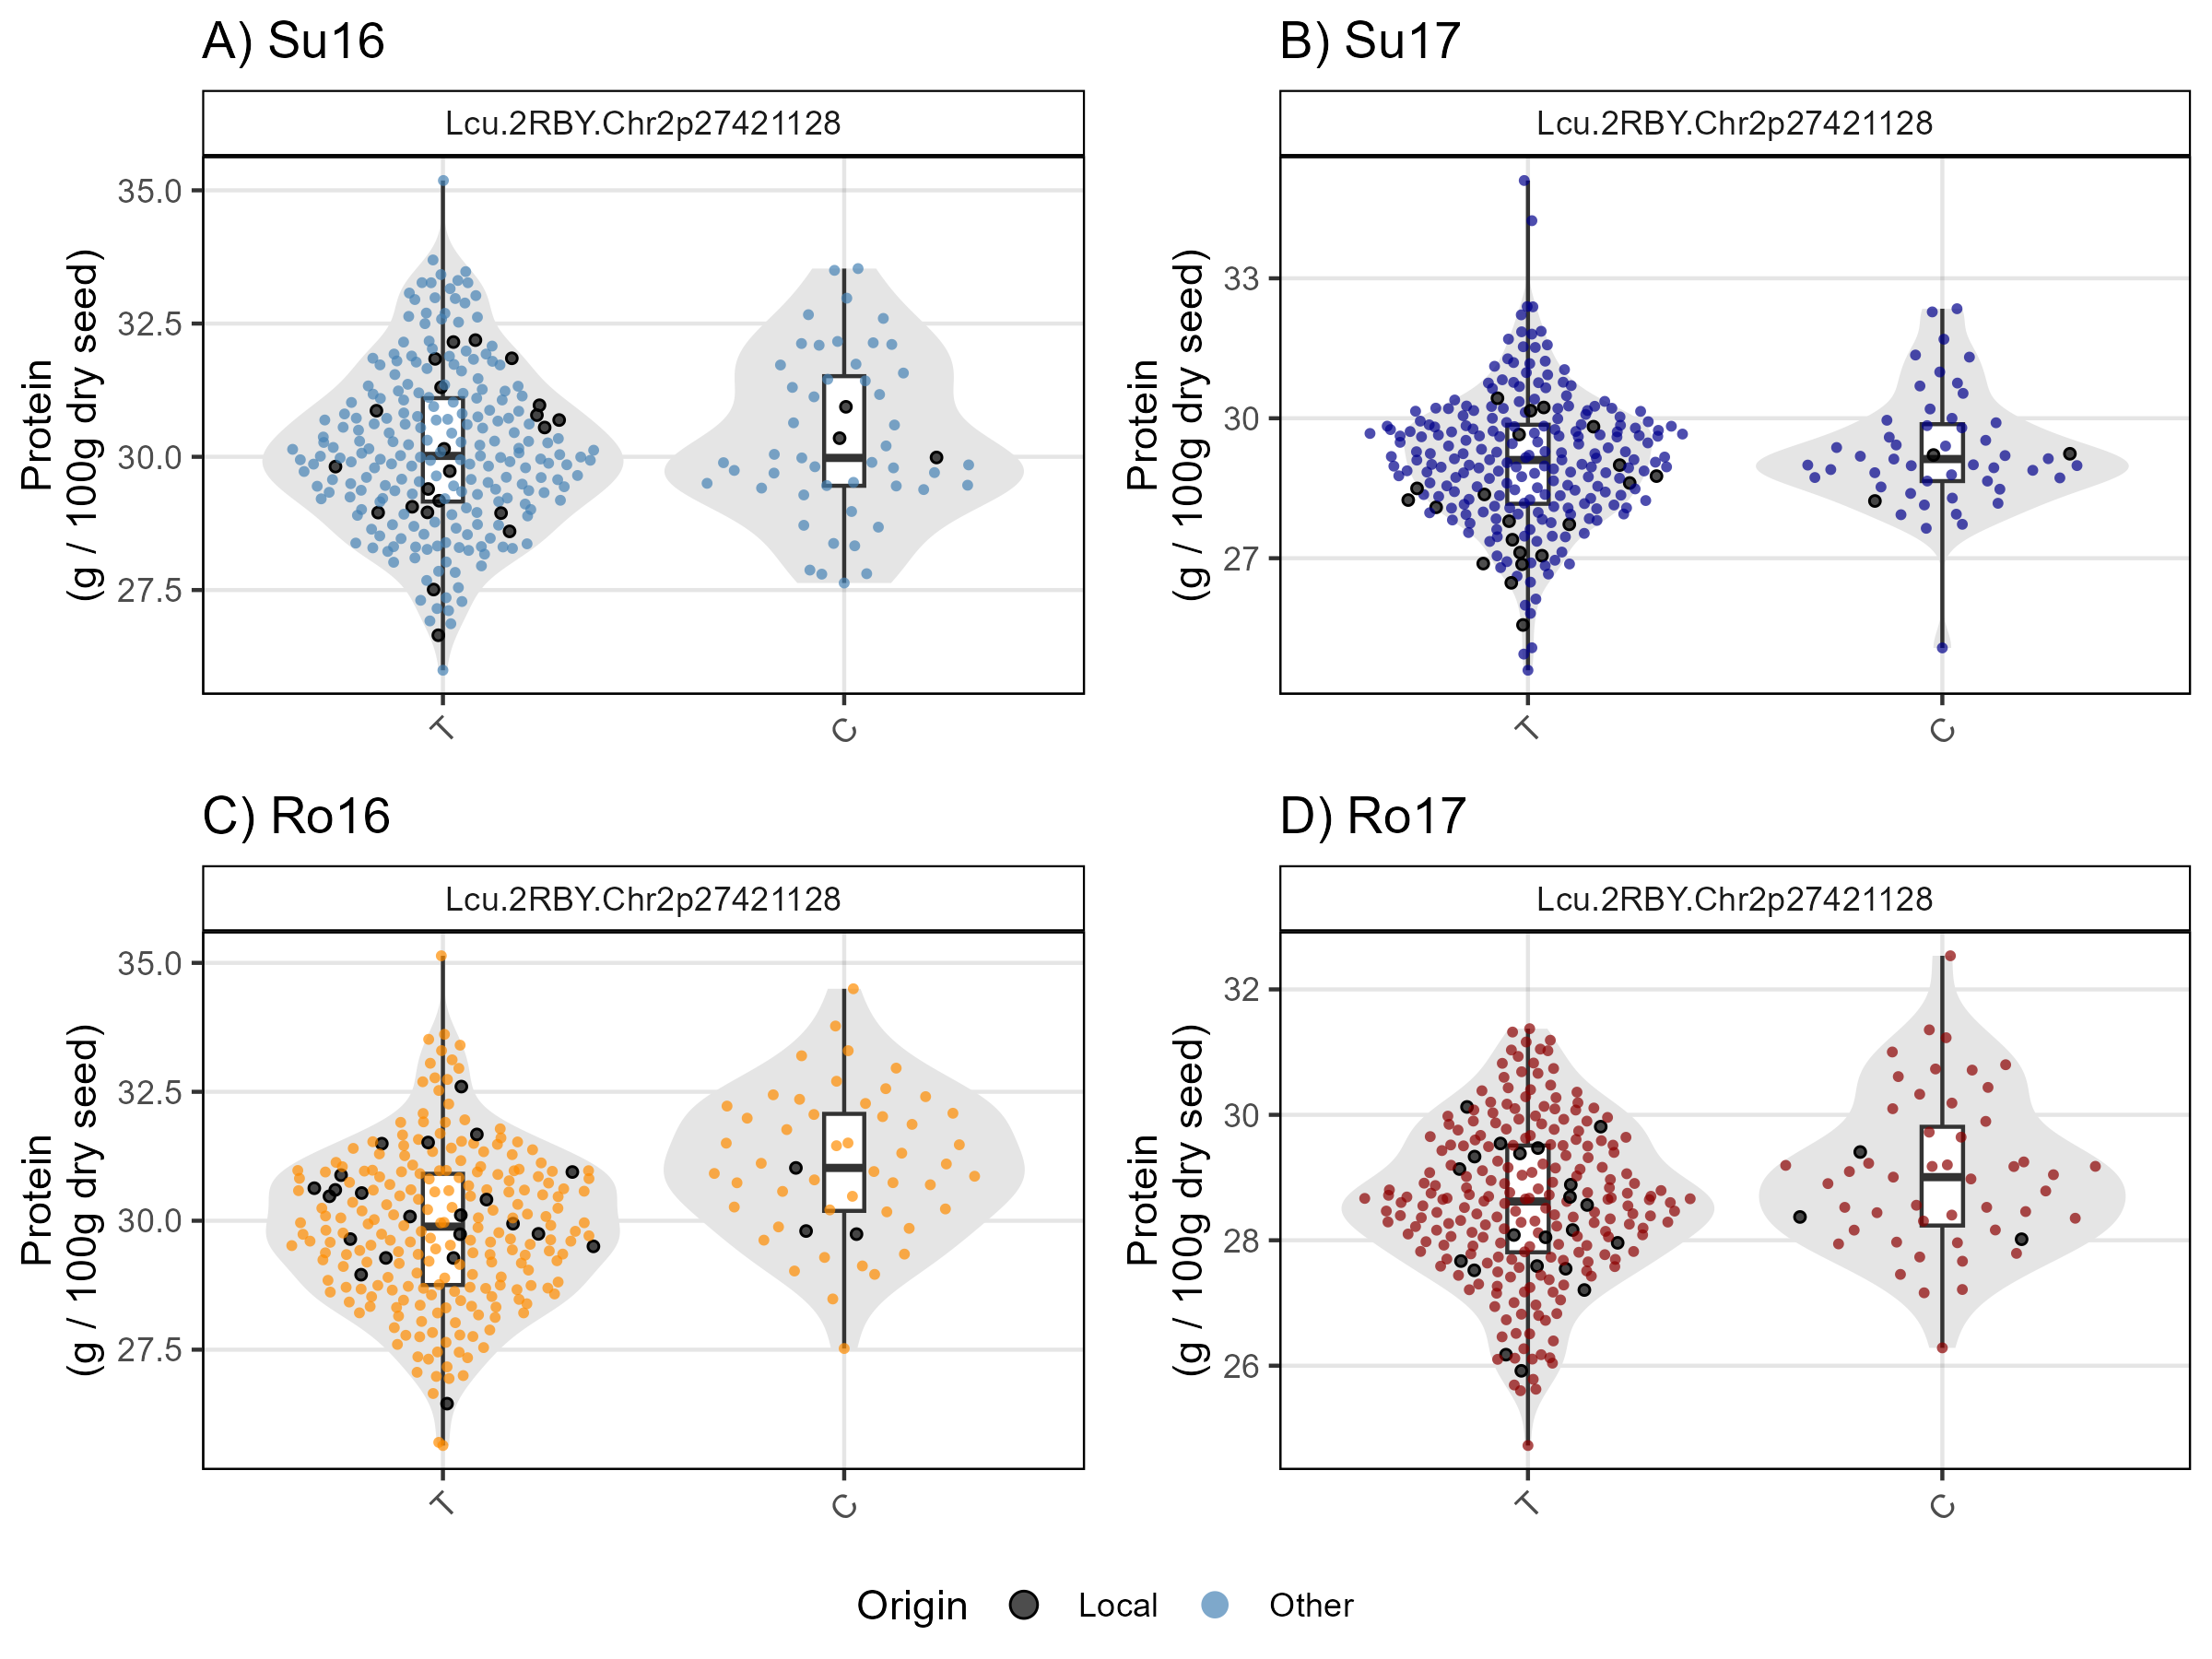 A) Su16
Lcu.2RBY.Chr2p27421128
Protein
(g / 100g dry seed)
35.0
32.5
30.0
27.5
T
C
B) Su17
Lcu.2RBY.Chr2p27421128
Protein
(g / 100g dry seed)
33
30
27
T
C
C) Ro16
Lcu.2RBY.Chr2p27421128
Protein
(g / 100g dry seed)
35.0
32.5
30.0
27.5
T
C
D) Ro17
Lcu.2RBY.Chr2p27421128
Protein
(g / 100g dry seed)
32
30
28
26
T
C
Origin Local Other